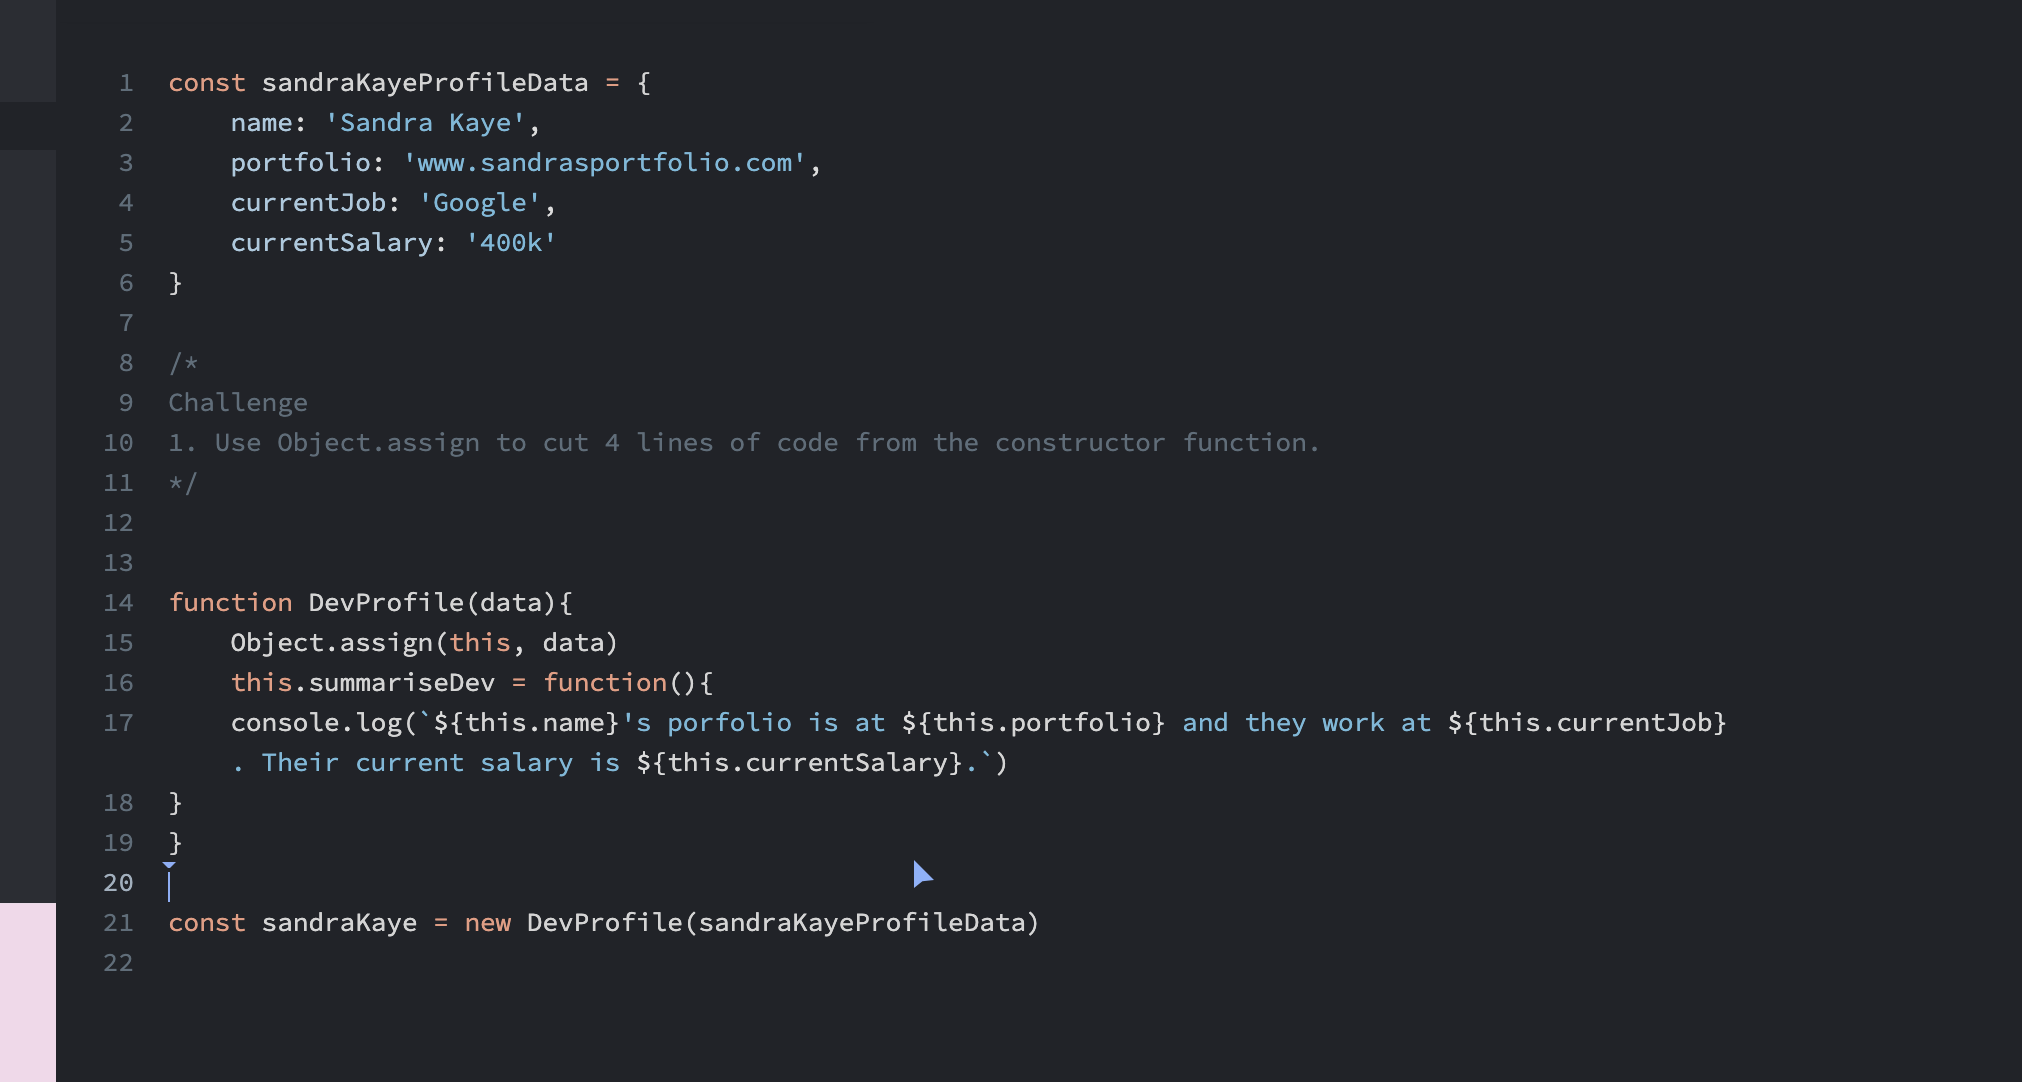 1 const sandraKayeProfileData = {
2     name: 'Sandra Kaye',
3     portfolio: 'www.sandrasportfolio.com',
4     currentJob: 'Google',
5     currentSalary: '400k'
6 }
7
8 /*
9 Challenge
10 1. Use Object.assign to cut 4 lines of code from the constructor function.
11 */
12
13
14 function DevProfile(data){
15     Object.assign(this, data)
16     this.summariseDev = function(){
17     console.log(`${this.name}'s porfolio is at ${this.portfolio} and they work at ${this.currentJob}
    . Their current salary is ${this.currentSalary}.`)
18 }
19 }
20
21 const sandraKaye = new DevProfile(sandraKayeProfileData)
22